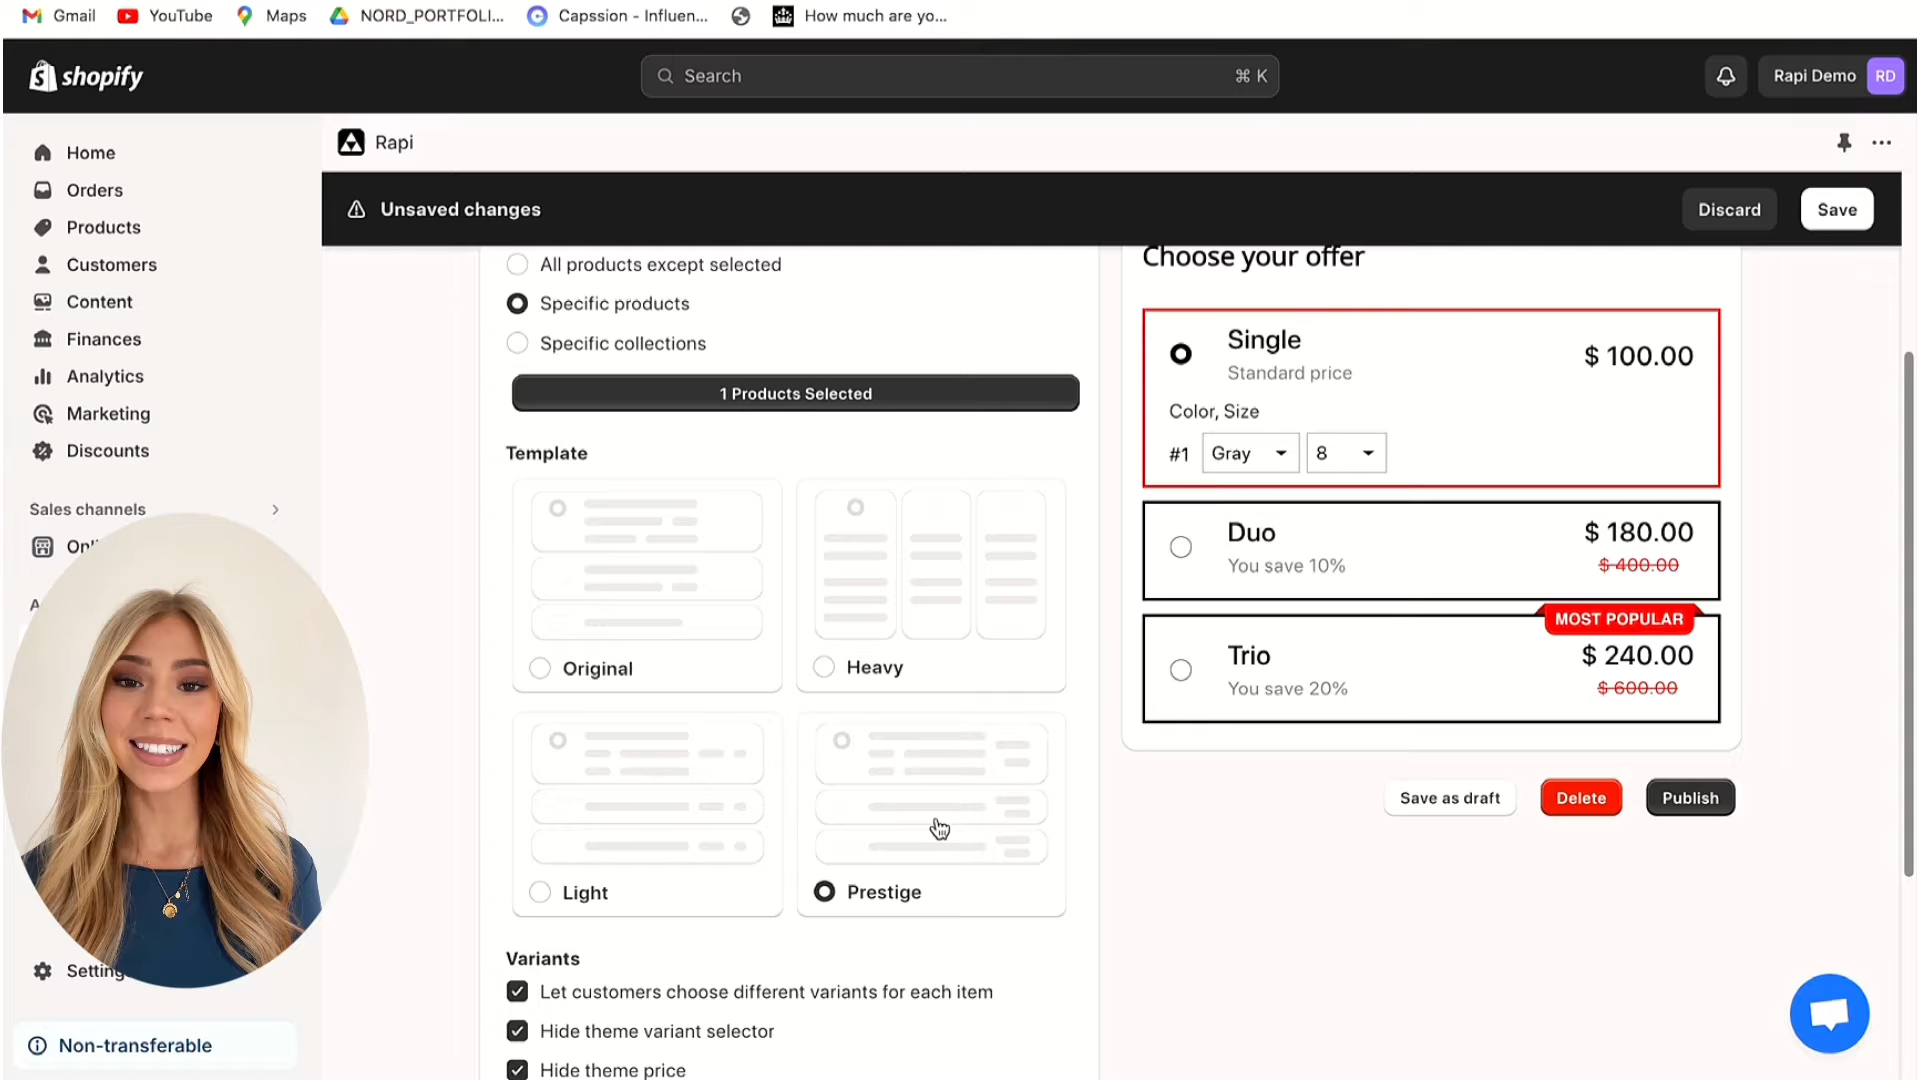 Gmail
YouTube
Maps
NORD_PORTFOLI...
Capssion - Influen...
How much are yo...
shopify
Search
⌘ K
Rapi Demo
RD
Home
Orders
Products
Customers
Content
Finances
Analytics
Marketing
Discounts
Sales channels
Non-transferable
Rapi
Unsaved changes
Discard
Save
All products except selected
Specific products
Specific collections
1 Products Selected
Template
Original
Heavy
Light
Prestige
Variants
Let customers choose different variants for each item
Hide theme variant selector
Hide theme price
Choose your offer
Single
$ 100.00
Standard price
Color, Size
#1
Gray
8
Duo
$ 180.00
You save 10%
$ 400.00
MOST POPULAR
Trio
$ 240.00
You save 20%
$ 600.00
Save as draft
Delete
Publish